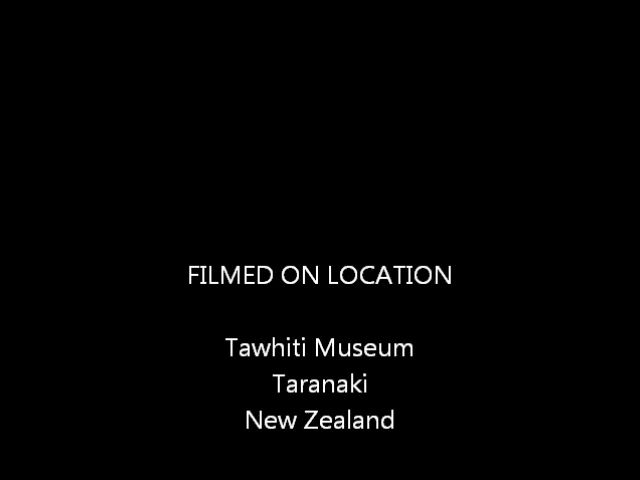 FILMED ON LOCATION
Tawhiti Museum
Taranaki
New Zealand